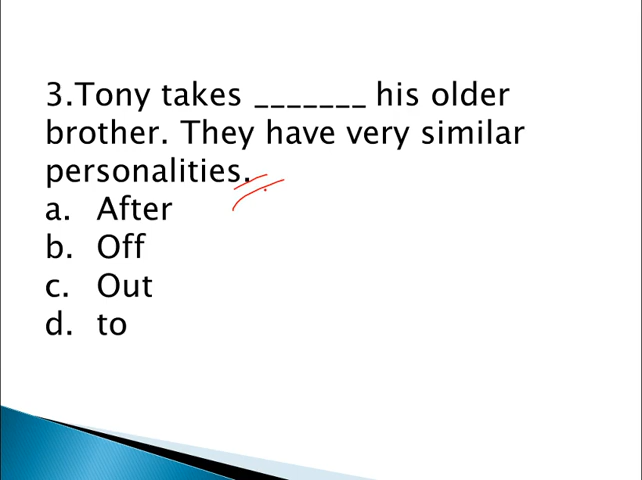 3.Tony takes _______ his older
brother. They have very similar
personalities.
a. After
b. Off
c. Out
d. to